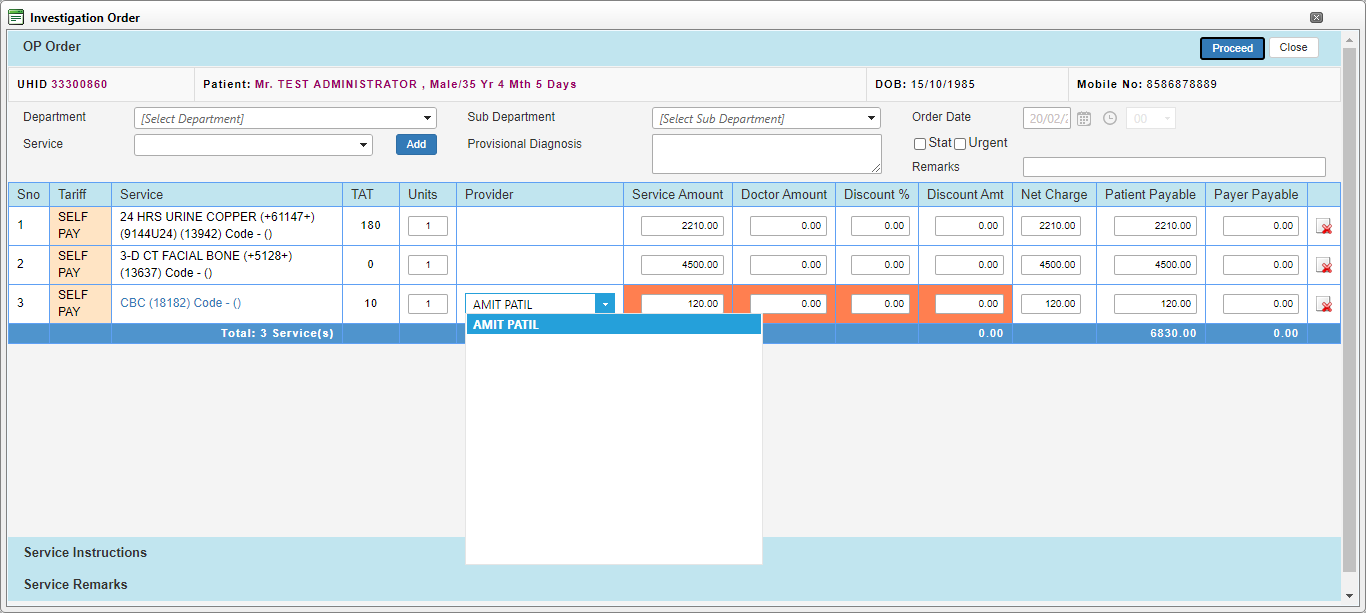 Investigation Order
OP Order
Proceed
Close
UHID 33300860
Patient: Mr. TEST ADMINISTRATOR , Male/35 Yr 4 Mth 5 Days
DOB: 15/10/1985
Mobile No: 8586878889
Department
[Select Department]
Sub Department
[Select Sub Department]
Order Date
20/02/2
00
Service
Add
Provisional Diagnosis
Stat
Urgent
Remarks
Sno Tariff Service TAT Units Provider Service Amount Doctor Amount Discount % Discount Amt Net Charge Patient Payable Payer Payable
1 SELF PAY 24 HRS URINE COPPER (+61147+) 180 1 2210.00 0.00 0.00 0.00 2210.00 2210.00 0.00
(9144U24) (13942) Code - ()
2 SELF PAY 3-D CT FACIAL BONE (+5128+) 0 1 4500.00 0.00 0.00 0.00 4500.00 4500.00 0.00
(13637) Code - ()
3 SELF PAY CBC (18182) Code - () 10 1 AMIT PATIL 120.00 0.00 0.00 0.00 120.00 120.00 0.00
AMIT PATIL
Total: 3 Service(s) 0.00 6830.00 0.00
Service Instructions
Service Remarks